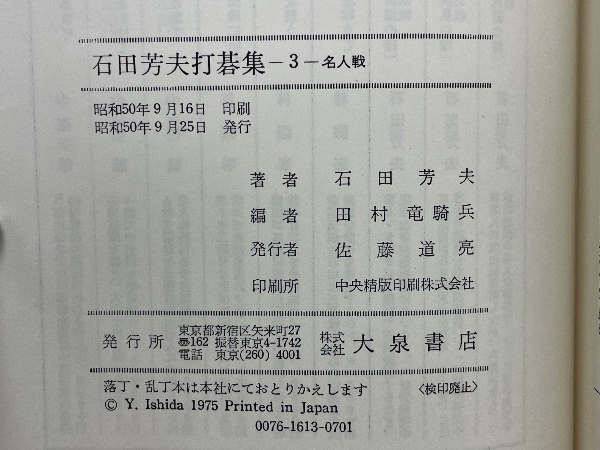 石田芳夫打碁集－3－名人戦
昭和50年9月16日 印刷
昭和50年9月25日 発行
著者 石田芳夫
編者 田村竜騎兵
発行者 佐藤道亮
印刷所 中央精版印刷株式会社
発行所 東京都新宿区矢来町27
〠162 振替東京4-1742
電話 東京(260)4001
株式会社 大泉書店
落丁・乱丁本は本社にておとりかえします 〈検印廃止〉
© Y. Ishida 1975 Printed in Japan
0076-1613-0701